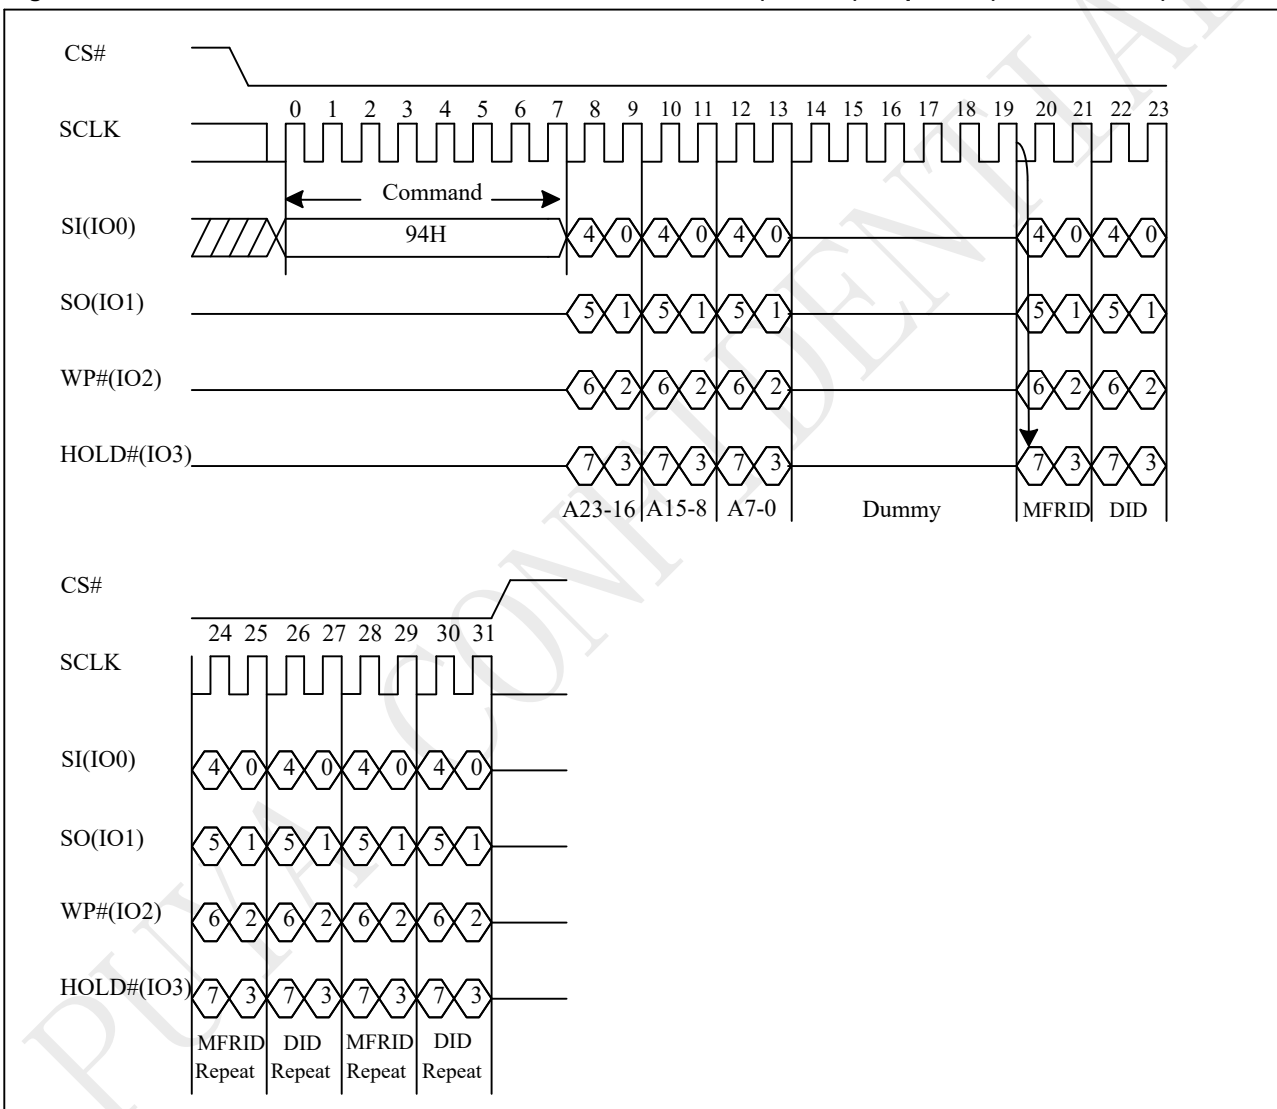 CS#
0 1 2 3 4 5 6 7 8 9 10 11 12 13 14 15 16 17 18 19 20 21 22 23
SCLK
Command
SI(IO0) 94H 4 0 4 0 4 0 4 0 4 0
SO(IO1) 5 1 5 1 5 1 5 1 5 1
WP#(IO2) 6 2 6 2 6 2 6 2 6 2
HOLD#(IO3) 7 3 7 3 7 3 7 3 7 3
A23-16 A15-8 A7-0 Dummy MFRID DID
CS#
24 25 26 27 28 29 30 31
SCLK
SI(IO0) 4 0 4 0 4 0 4 0
SO(IO1) 5 1 5 1 5 1 5 1
WP#(IO2) 6 2 6 2 6 2 6 2
HOLD#(IO3) 7 3 7 3 7 3 7 3
MFRID DID MFRID DID
Repeat Repeat Repeat Repeat
PUYA CONFIDENTIAL